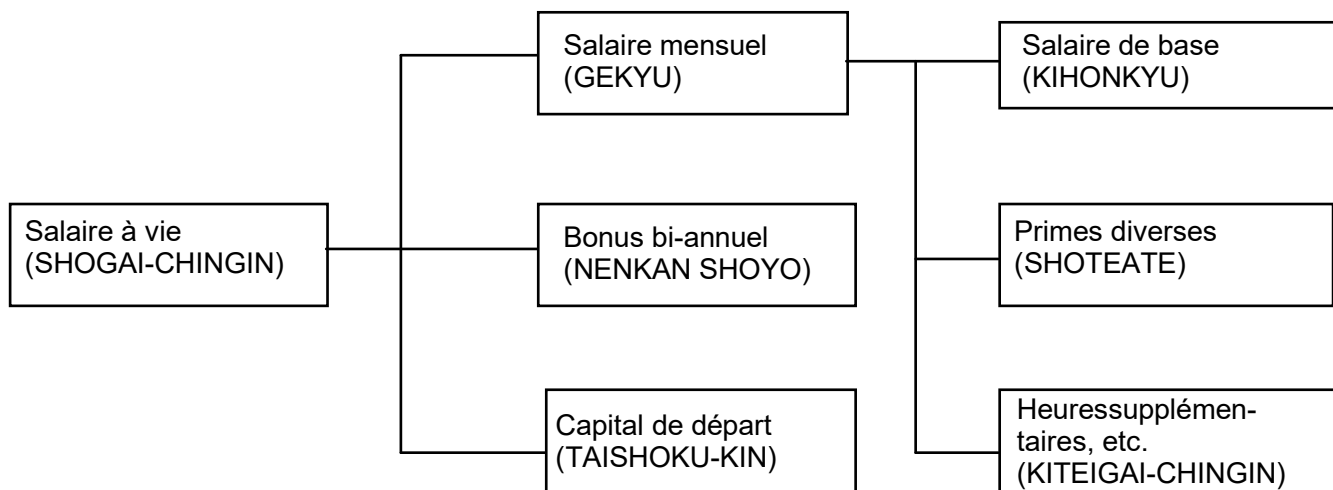 Salaire mensuel
(GEKYU)
Salaire de base
(KIHONKYU)
Salaire à vie
(SHOGAI-CHINGIN)
Bonus bi-annuel
(NENKAN SHOYO)
Primes diverses
(SHOTEATE)
Capital de départ
(TAISHOKU-KIN)
Heuressupplémen-
taires, etc.
(KITEIGAI-CHINGIN)